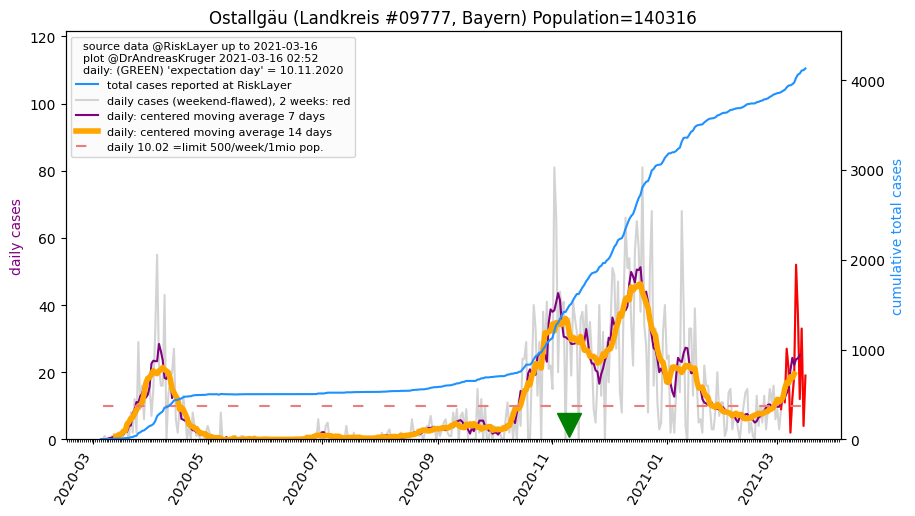 Ostallgäu (Landkreis #09777, Bayern) Population=140316
source data @RiskLayer up to 2021-03-16
plot @DrAndreasKruger 2021-03-16 02:52
daily: (GREEN) 'expectation day' = 10.11.2020
total cases reported at RiskLayer
daily cases (weekend-flawed), 2 weeks: red
daily: centered moving average 7 days
daily: centered moving average 14 days
daily 10.02 =limit 500/week/1mio pop.
daily cases
120
100
80
60
40
20
0
cumulative total cases
4000
3000
2000
1000
0
2020-03
2020-05
2020-07
2020-09
2020-11
2021-01
2021-03